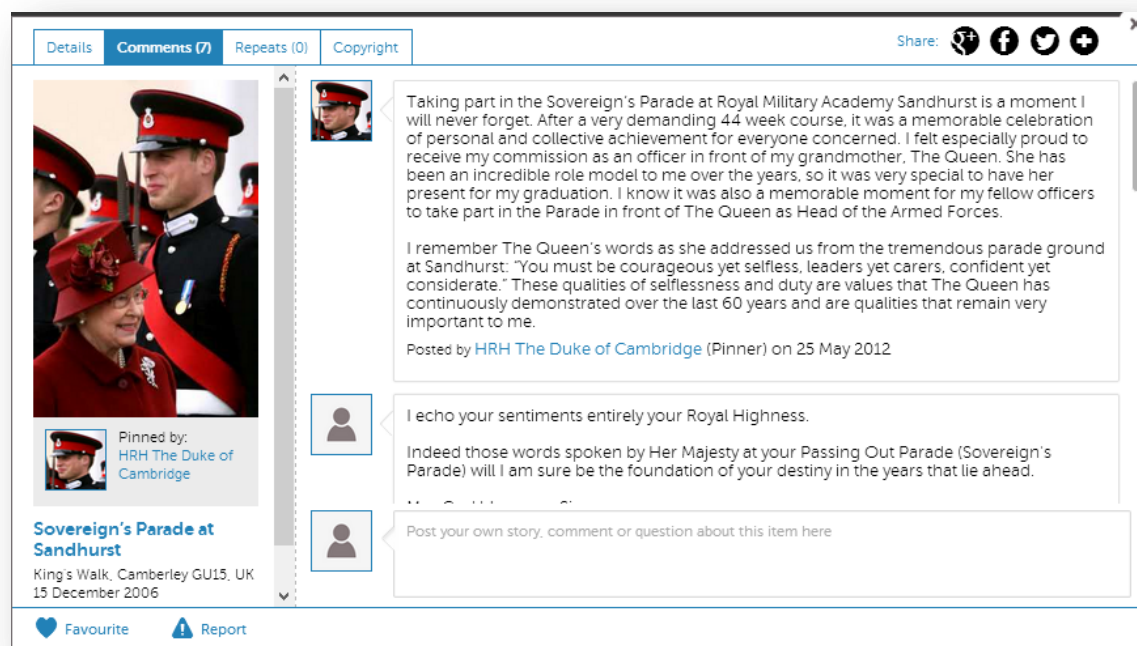 Details
Comments (7)
Repeats (0)
Copyright
Share:
Pinned by:
HRH The Duke of
Cambridge
Sovereign's Parade at
Sandhurst
King's Walk, Camberley GU15, UK
15 December 2006
Taking part in the Sovereign's Parade at Royal Military Academy Sandhurst is a moment I
will never forget. After a very demanding 44 week course, it was a memorable celebration
of personal and collective achievement for everyone concerned. I felt especially proud to
receive my commission as an officer in front of my grandmother, The Queen. She has
been an incredible role model to me over the years, so it was very special to have her
present for my graduation. I know it was also a memorable moment for my fellow officers
to take part in the Parade in front of The Queen as Head of the Armed Forces.
I remember The Queen's words as she addressed us from the tremendous parade ground
at Sandhurst: "You must be courageous yet selfless, leaders yet carers, confident yet
considerate." These qualities of selflessness and duty are values that The Queen has
continuously demonstrated over the last 60 years and are qualities that remain very
important to me.
Posted by HRH The Duke of Cambridge (Pinner) on 25 May 2012
I echo your sentiments entirely your Royal Highness.
Indeed those words spoken by Her Majesty at your Passing Out Parade (Sovereign's
Parade) will I am sure be the foundation of your destiny in the years that lie ahead.
Post your own story, comment or question about this item here
Favourite
Report